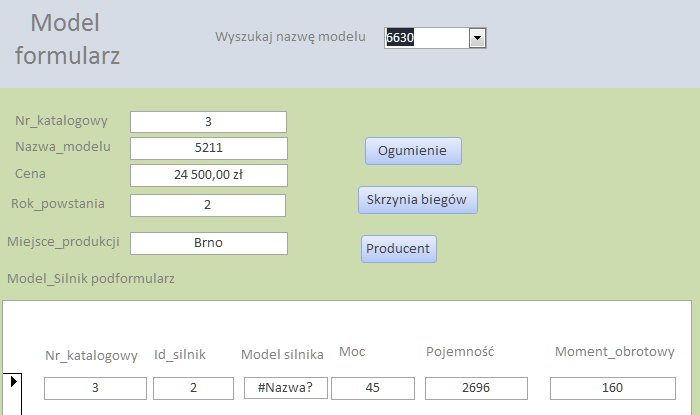 Model
formularz
Wyszukaj nazwę modelu 6630
Nr_katalogowy 3
Nazwa_modelu 5211
Ogumienie
Cena 24 500,00 zł
Rok_powstania 2
Skrzynia biegów
Miejsce_produkcji Brno
Producent
Model_Silnik podformularz
Nr_katalogowy Id_silnik Model silnika Moc Pojemność Moment_obrotowy
3 2 #Nazwa? 45 2696 160